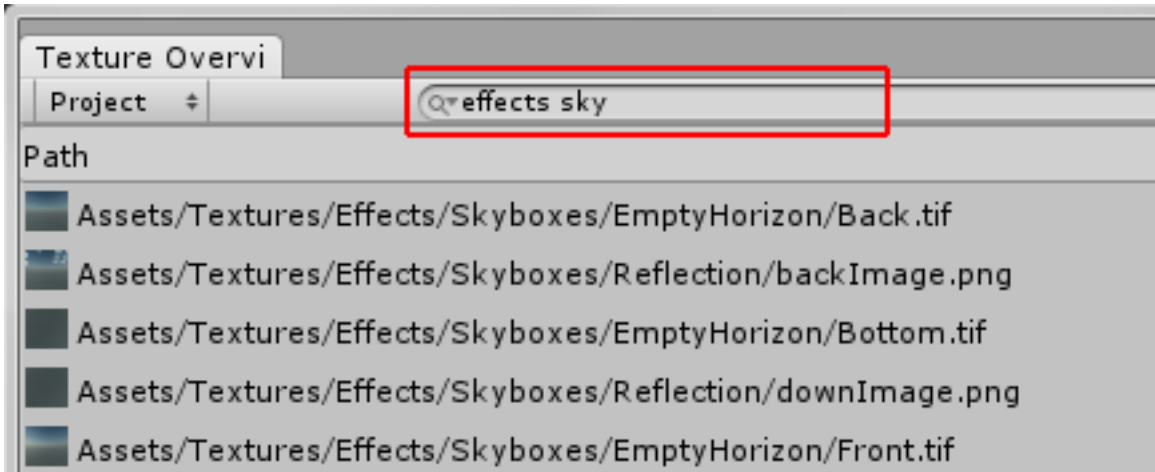 Texture Overvi
Project effects sky
Path
Assets/Textures/Effects/Skyboxes/EmptyHorizon/Back.tif
Assets/Textures/Effects/Skyboxes/Reflection/backImage.png
Assets/Textures/Effects/Skyboxes/EmptyHorizon/Bottom.tif
Assets/Textures/Effects/Skyboxes/Reflection/downImage.png
Assets/Textures/Effects/Skyboxes/EmptyHorizon/Front.tif